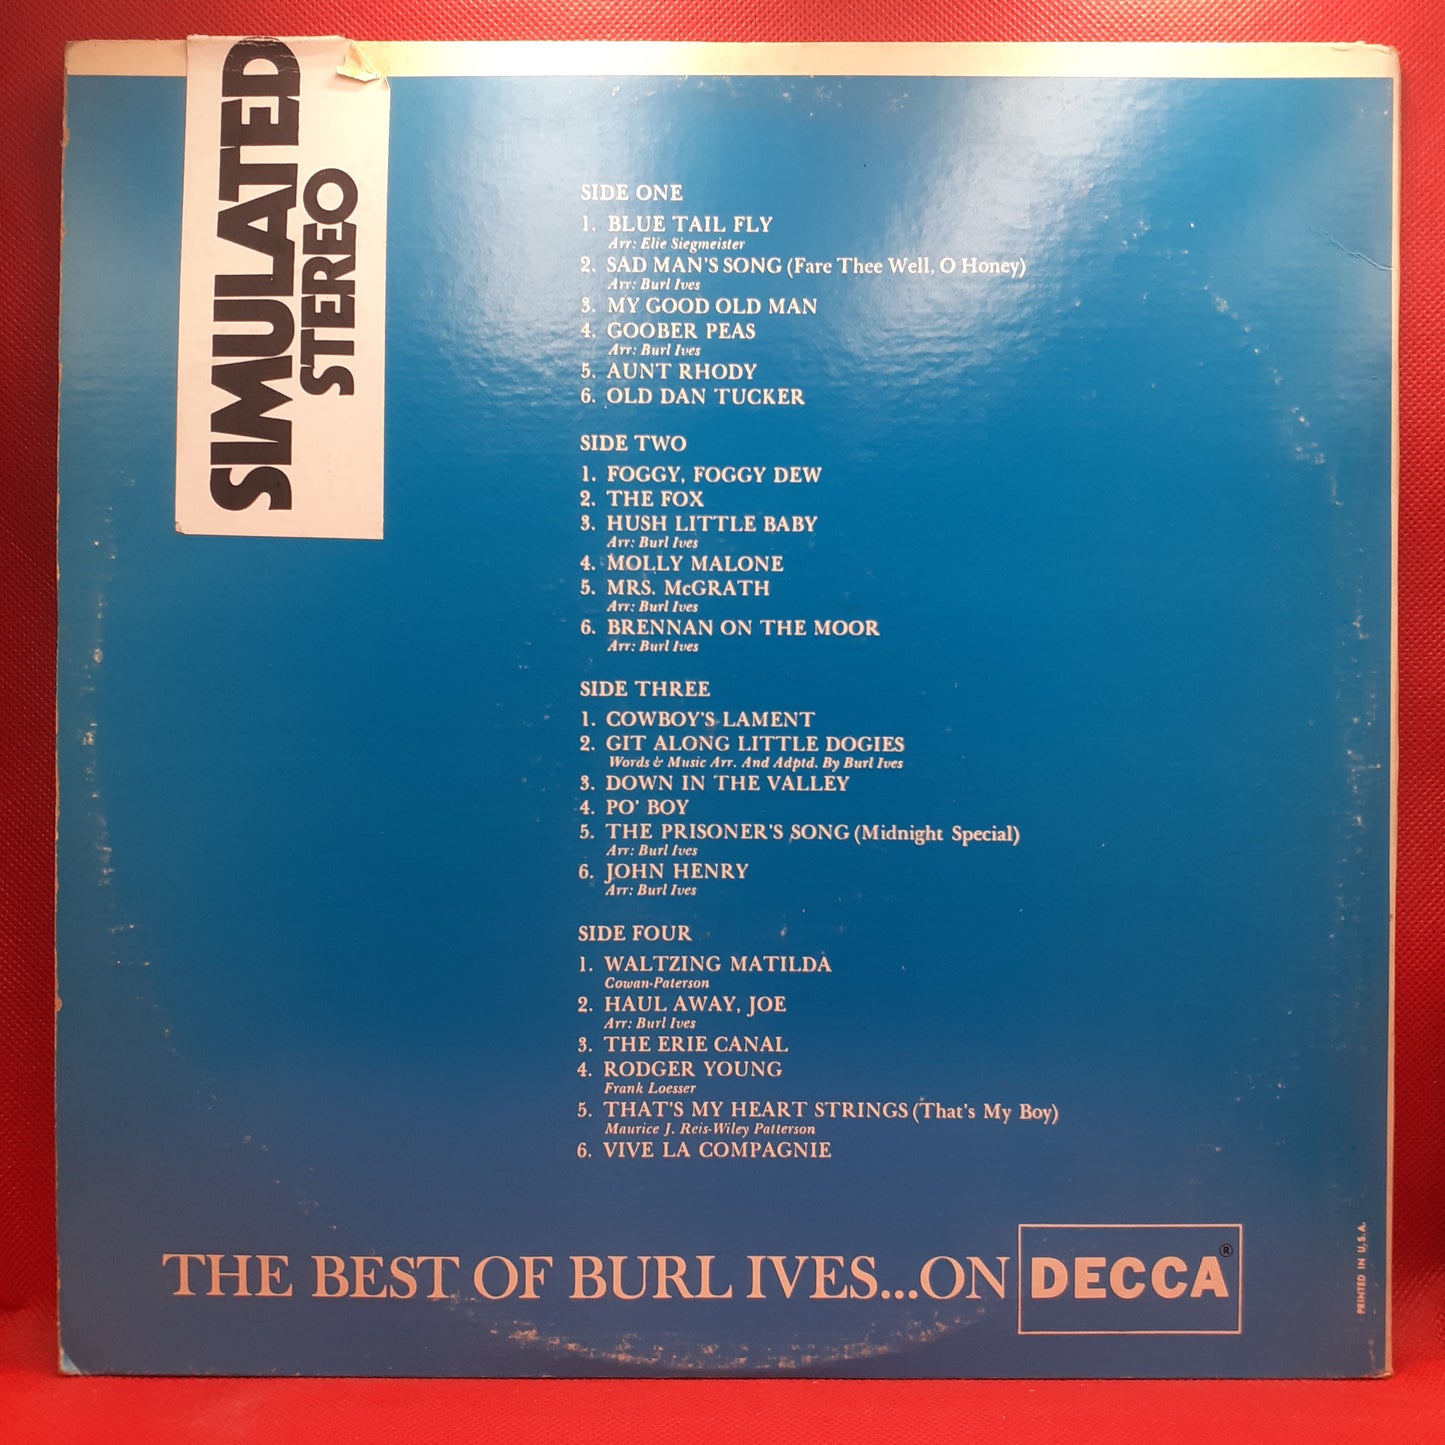 SIMULATED
STEREO
SIDE ONE
1. BLUE TAIL FLY
Arr: Elie Siegmeister
2. SAD MAN'S SONG (Fare Thee Well, O Honey)
Arr: Burl Ives
3. MY GOOD OLD MAN
4. GOOBER PEAS
Arr: Burl Ives
5. AUNT RHODY
6. OLD DAN TUCKER
SIDE TWO
1. FOGGY, FOGGY DEW
2. THE FOX
3. HUSH LITTLE BABY
Arr: Burl Ives
4. MOLLY MALONE
5. MRS. McGRATH
Arr: Burl Ives
6. BRENNAN ON THE MOOR
Arr: Burl Ives
SIDE THREE
1. COWBOY'S LAMENT
2. GIT ALONG LITTLE DOGIES
Words & Music Arr. And Adptd. By Burl Ives
3. DOWN IN THE VALLEY
4. PO' BOY
5. THE PRISONER'S SONG (Midnight Special)
Arr: Burl Ives
6. JOHN HENRY
Arr: Burl Ives
SIDE FOUR
1. WALTZING MATILDA
Cowan-Paterson
2. HAUL AWAY, JOE
Arr: Burl Ives
3. THE ERIE CANAL
4. RODGER YOUNG
Frank Loesser
5. THAT'S MY HEART STRINGS (That's My Boy)
Maurice J. Reis-Wiley Patterson
6. VIVE LA COMPAGNIE
THE BEST OF BURL IVES...ON DECCA®
PRINTED IN U.S.A.